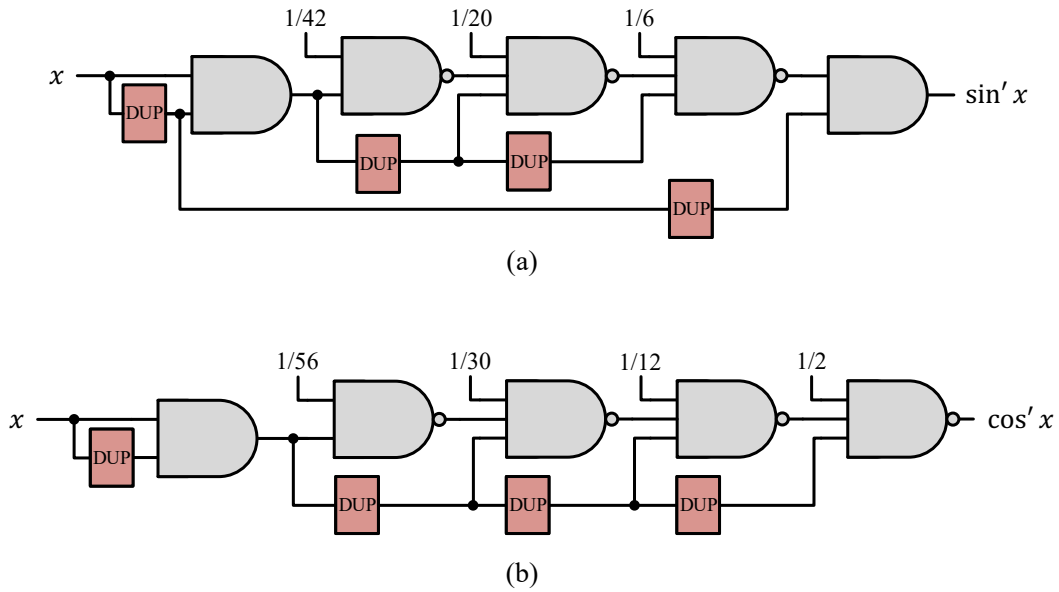 1/42 1/20 1/6
x
DUP
sin′ x
DUP DUP
DUP
(a)
1/56 1/30 1/12 1/2
x cos′ x
DUP
DUP DUP DUP
(b)